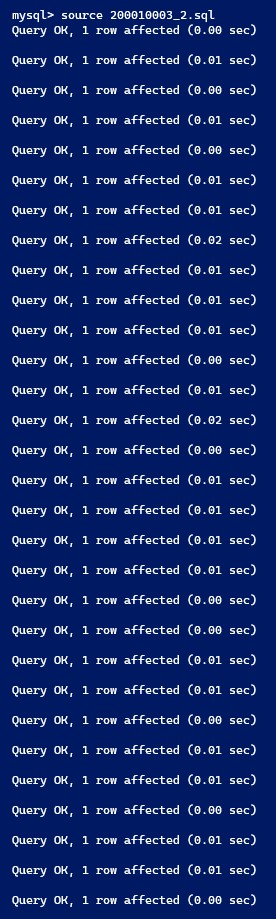 mysql> source 200010003_2.sql
Query OK, 1 row affected (0.00 sec)
Query OK, 1 row affected (0.01 sec)
Query OK, 1 row affected (0.00 sec)
Query OK, 1 row affected (0.01 sec)
Query OK, 1 row affected (0.00 sec)
Query OK, 1 row affected (0.01 sec)
Query OK, 1 row affected (0.01 sec)
Query OK, 1 row affected (0.02 sec)
Query OK, 1 row affected (0.01 sec)
Query OK, 1 row affected (0.01 sec)
Query OK, 1 row affected (0.01 sec)
Query OK, 1 row affected (0.00 sec)
Query OK, 1 row affected (0.01 sec)
Query OK, 1 row affected (0.02 sec)
Query OK, 1 row affected (0.00 sec)
Query OK, 1 row affected (0.01 sec)
Query OK, 1 row affected (0.01 sec)
Query OK, 1 row affected (0.01 sec)
Query OK, 1 row affected (0.01 sec)
Query OK, 1 row affected (0.00 sec)
Query OK, 1 row affected (0.00 sec)
Query OK, 1 row affected (0.01 sec)
Query OK, 1 row affected (0.01 sec)
Query OK, 1 row affected (0.00 sec)
Query OK, 1 row affected (0.01 sec)
Query OK, 1 row affected (0.01 sec)
Query OK, 1 row affected (0.00 sec)
Query OK, 1 row affected (0.01 sec)
Query OK, 1 row affected (0.01 sec)
Query OK, 1 row affected (0.00 sec)